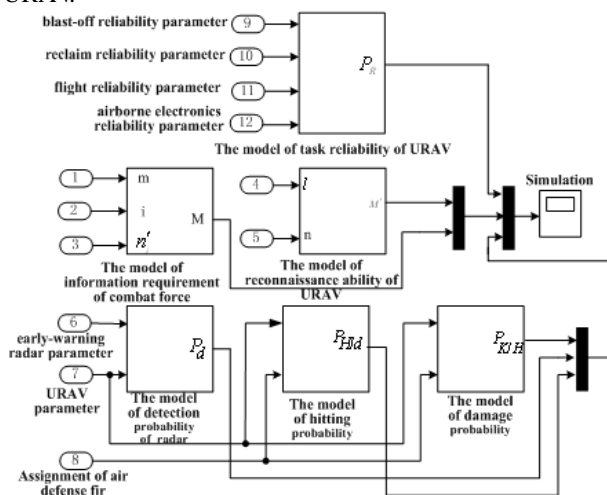 URAV.
blast-off reliability parameter
9
reclaim reliability parameter
10
flight reliability parameter
11
airborne electronics
reliability parameter
12
P_R
The model of task reliability of URAV
1
m
2
i
3
n'
M
The model of
information requirement
of combat force
4
l
5
n
M'
The model of
reconnaissance ability of
URAV
Simulation
6
early-warning
radar parameter
7
URAV
parameter
P_d
The model
of detection
probability
of radar
P_H/d
The model
of hitting
probability
P_K/H
The model
of damage
probability
8
Assignment of air
defense fir